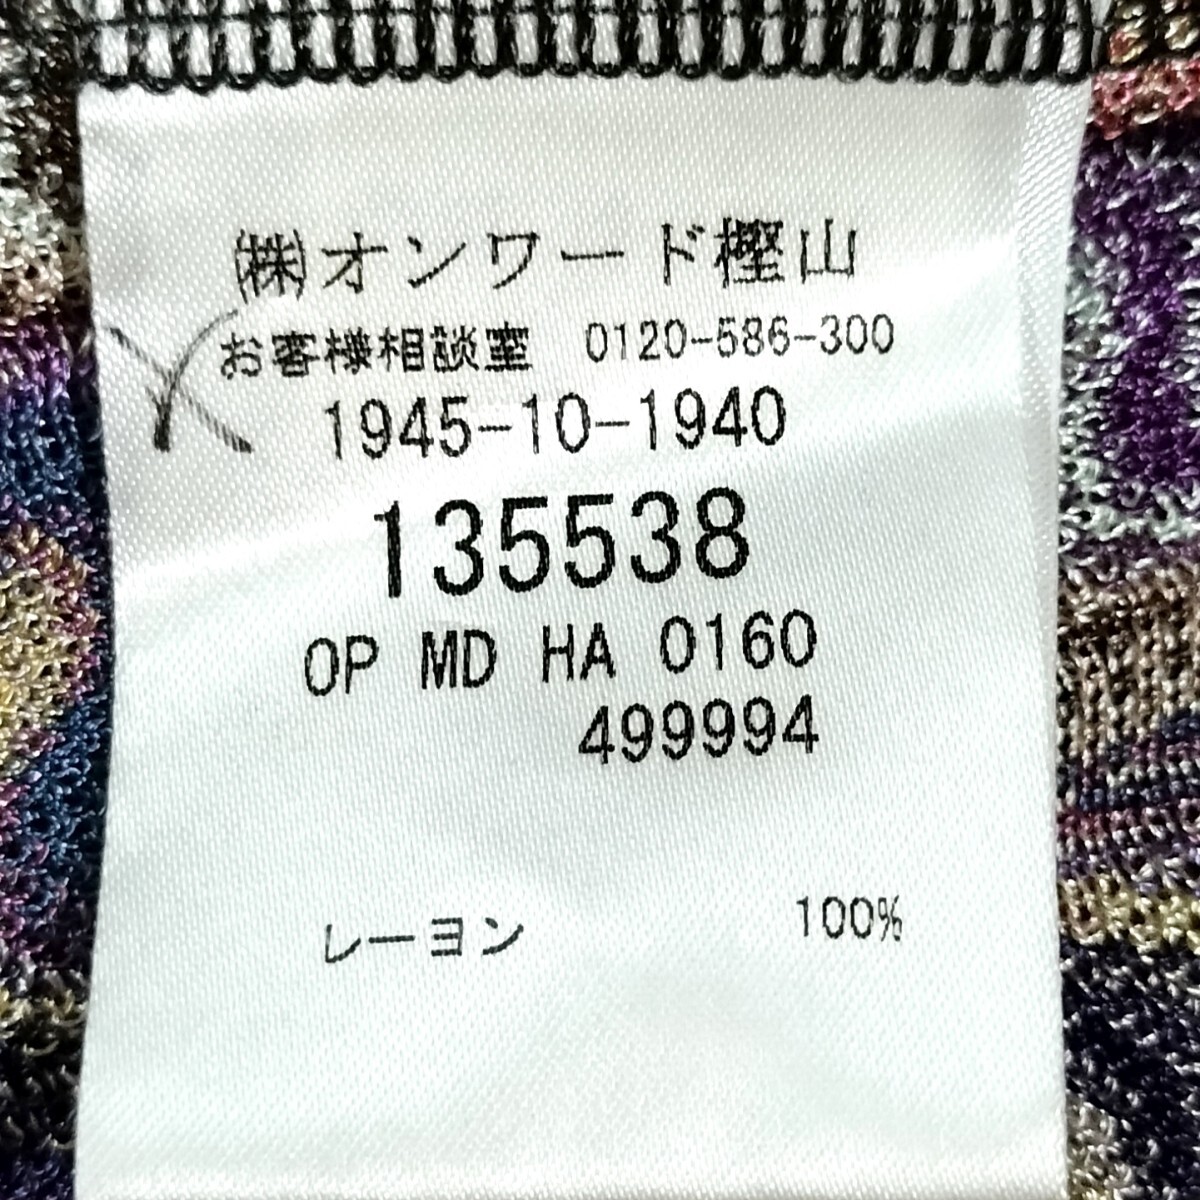 ㈱オンワード樫山
お客様相談室 0120-586-300
1945-10-1940
135538
OP MD HA 0160
499994
レーヨン 100%